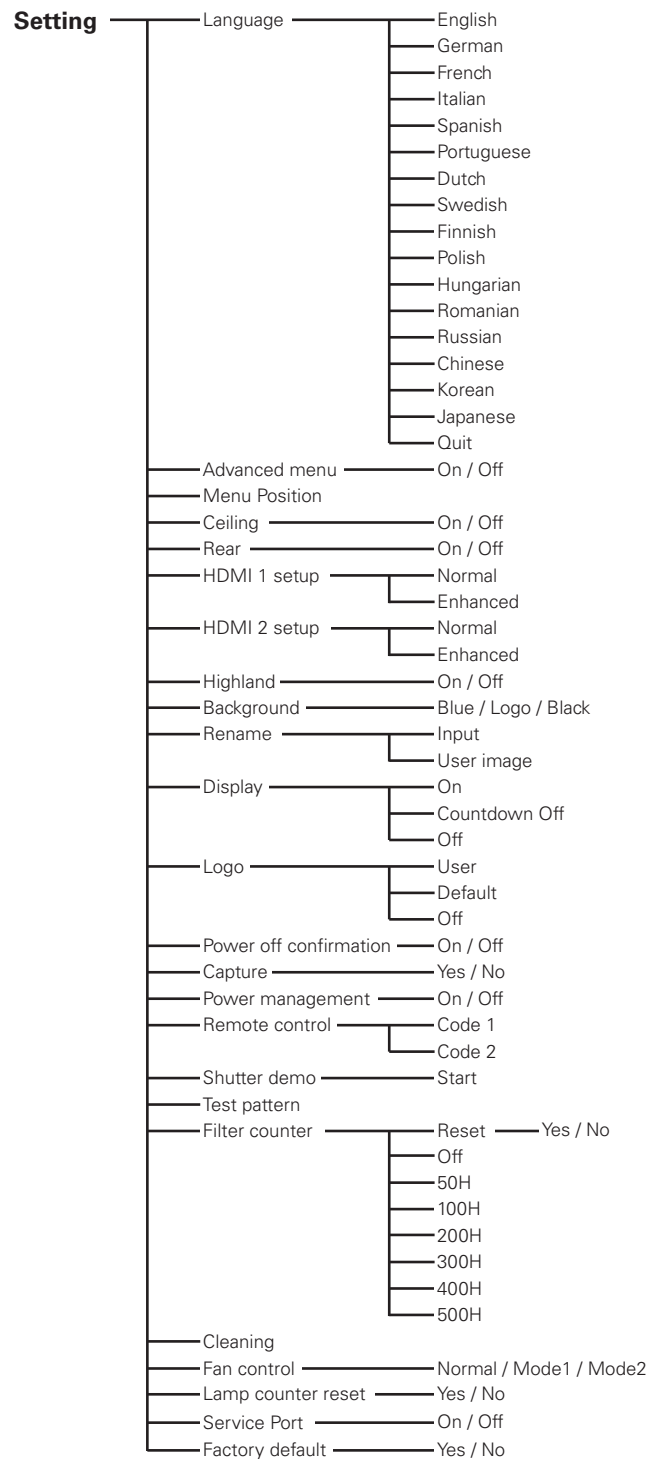 Setting Language English
German
French
Italian
Spanish
Portuguese
Dutch
Swedish
Finnish
Polish
Hungarian
Romanian
Russian
Chinese
Korean
Japanese
Quit
Advanced menu On / Off
Menu Position
Ceiling On / Off
Rear On / Off
HDMI 1 setup Normal
Enhanced
HDMI 2 setup Normal
Enhanced
Highland On / Off
Background Blue / Logo / Black
Rename Input
User image
Display On
Countdown Off
Off
Logo User
Default
Off
Power off confirmation On / Off
Capture Yes / No
Power management On / Off
Remote control Code 1
Code 2
Shutter demo Start
Test pattern
Filter counter Reset Yes / No
Off
50H
100H
200H
300H
400H
500H
Cleaning
Fan control Normal / Mode1 / Mode2
Lamp counter reset Yes / No
Service Port On / Off
Factory default Yes / No